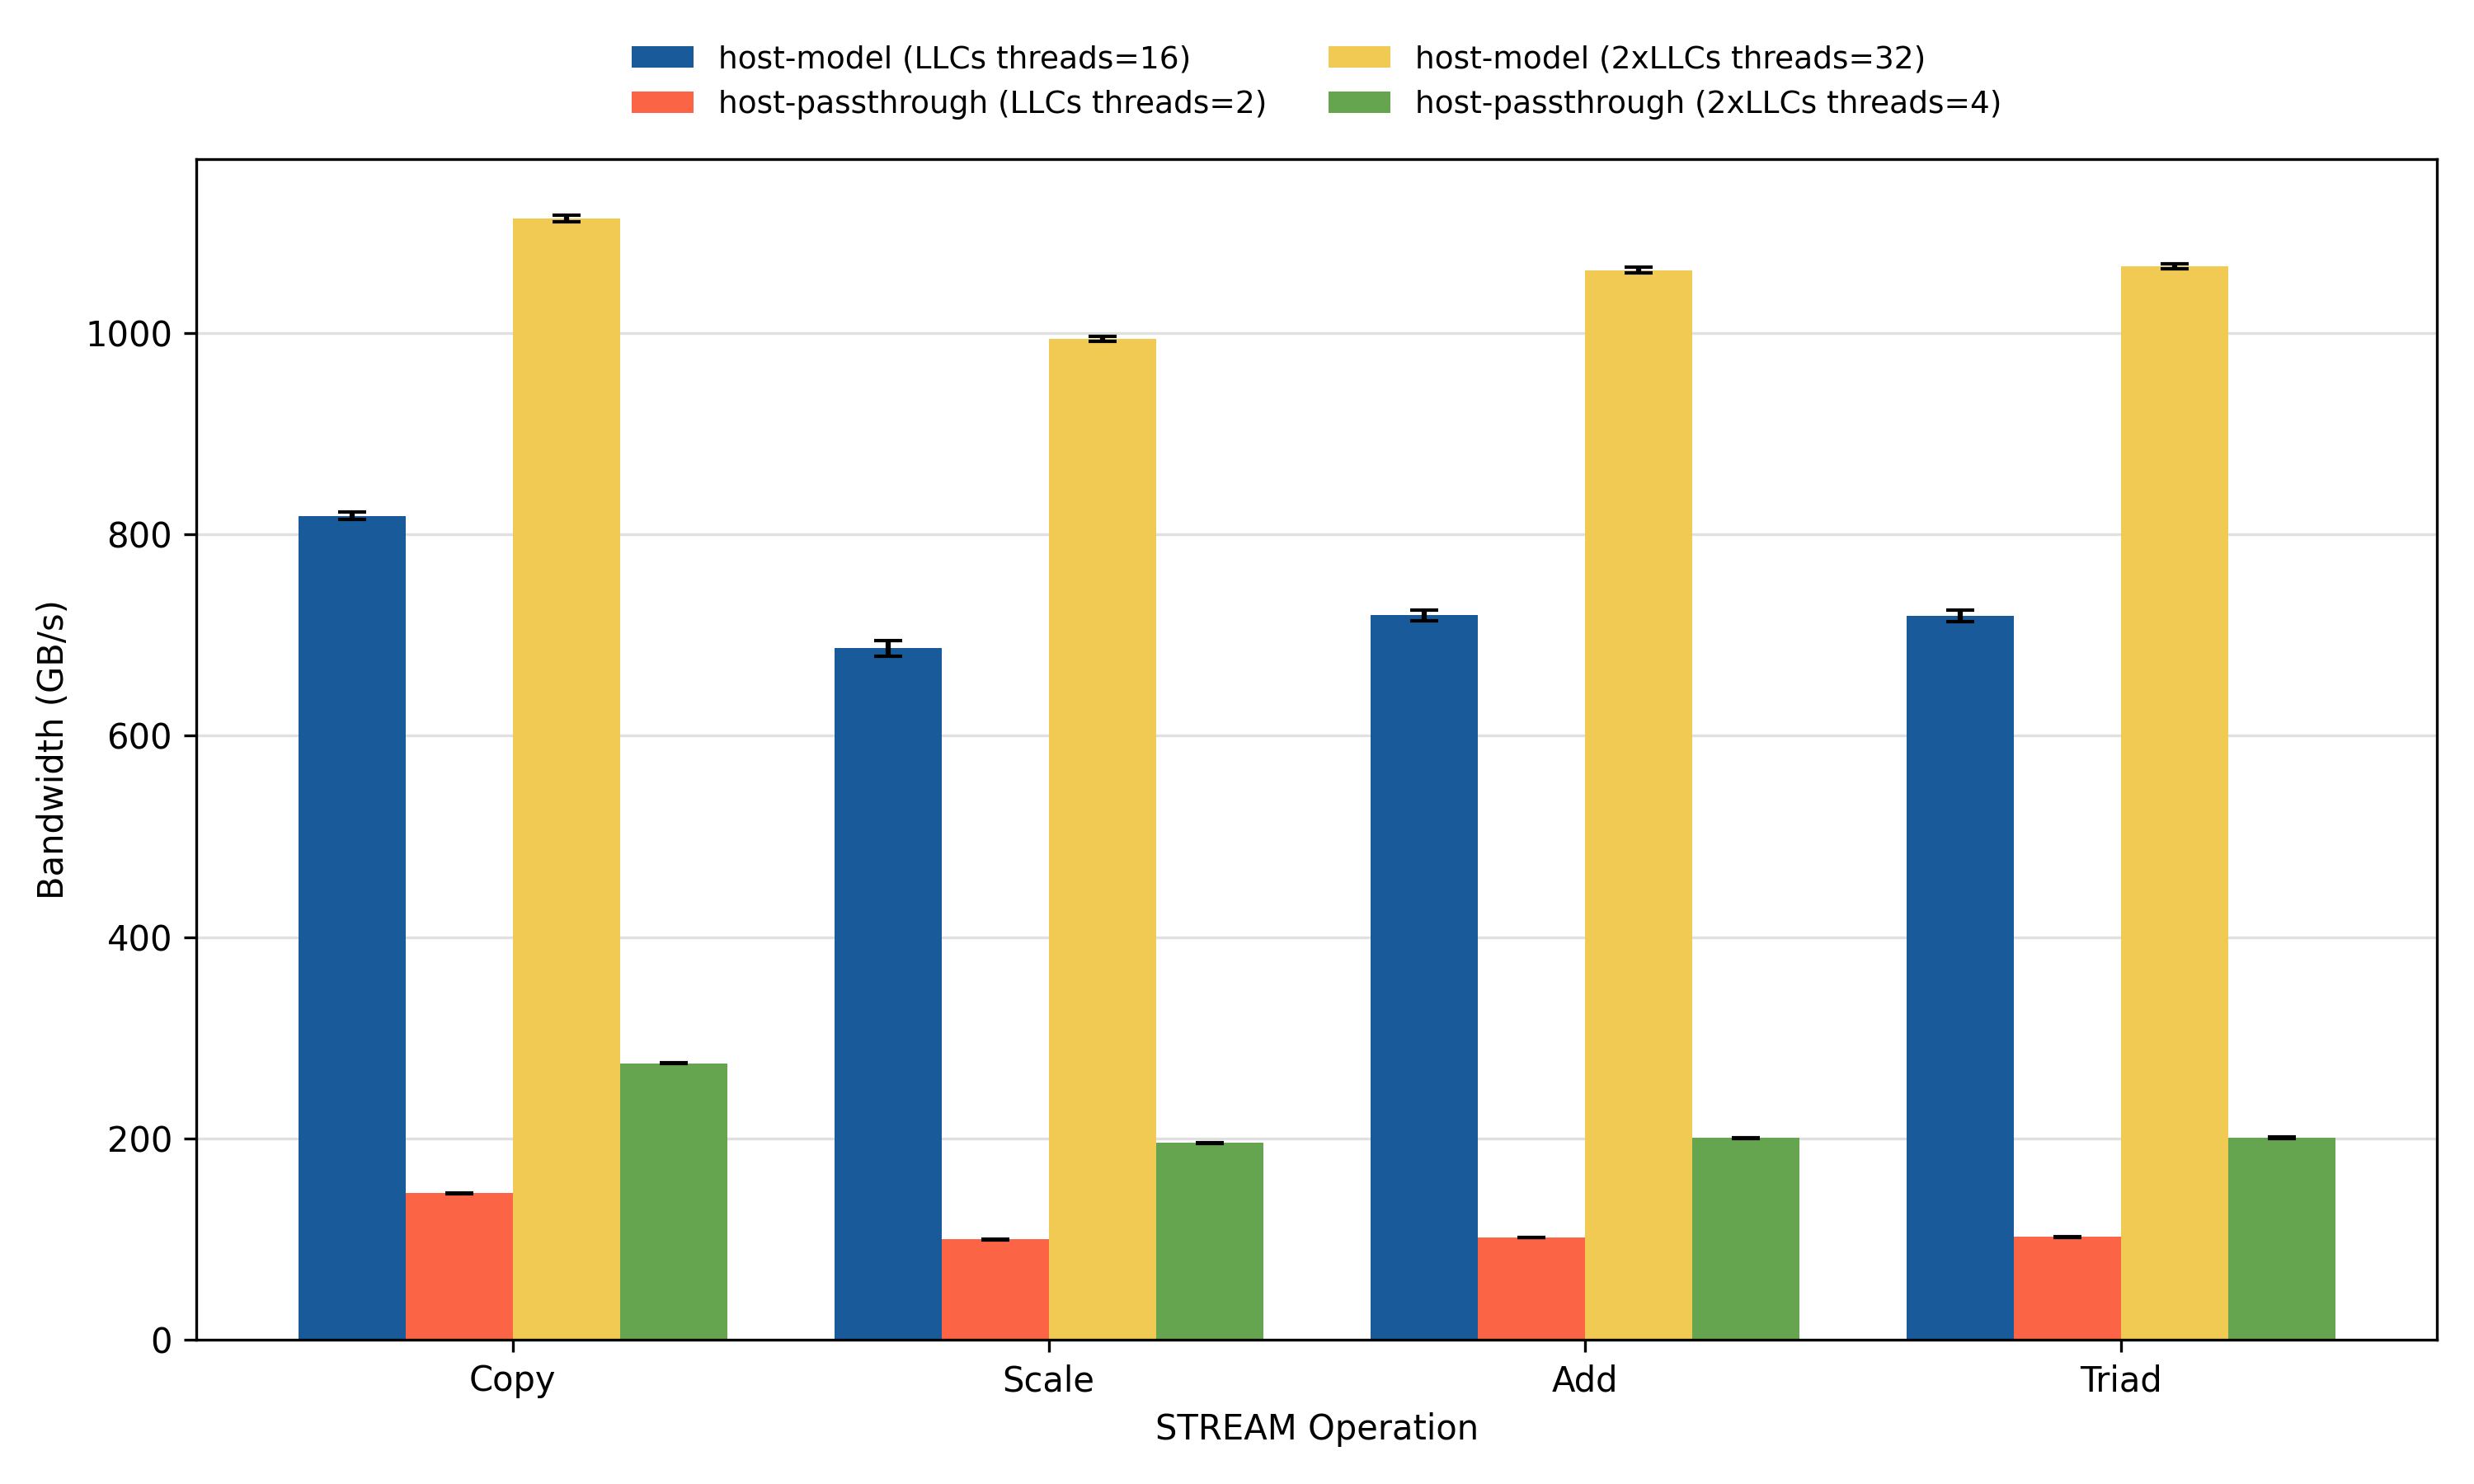 host-model (LLCs threads=16)
host-passthrough (LLCs threads=2)
host-model (2xLLCs threads=32)
host-passthrough (2xLLCs threads=4)
Bandwidth (GB/s)
1000
800
600
400
200
0
Copy
Scale
Add
Triad
STREAM Operation